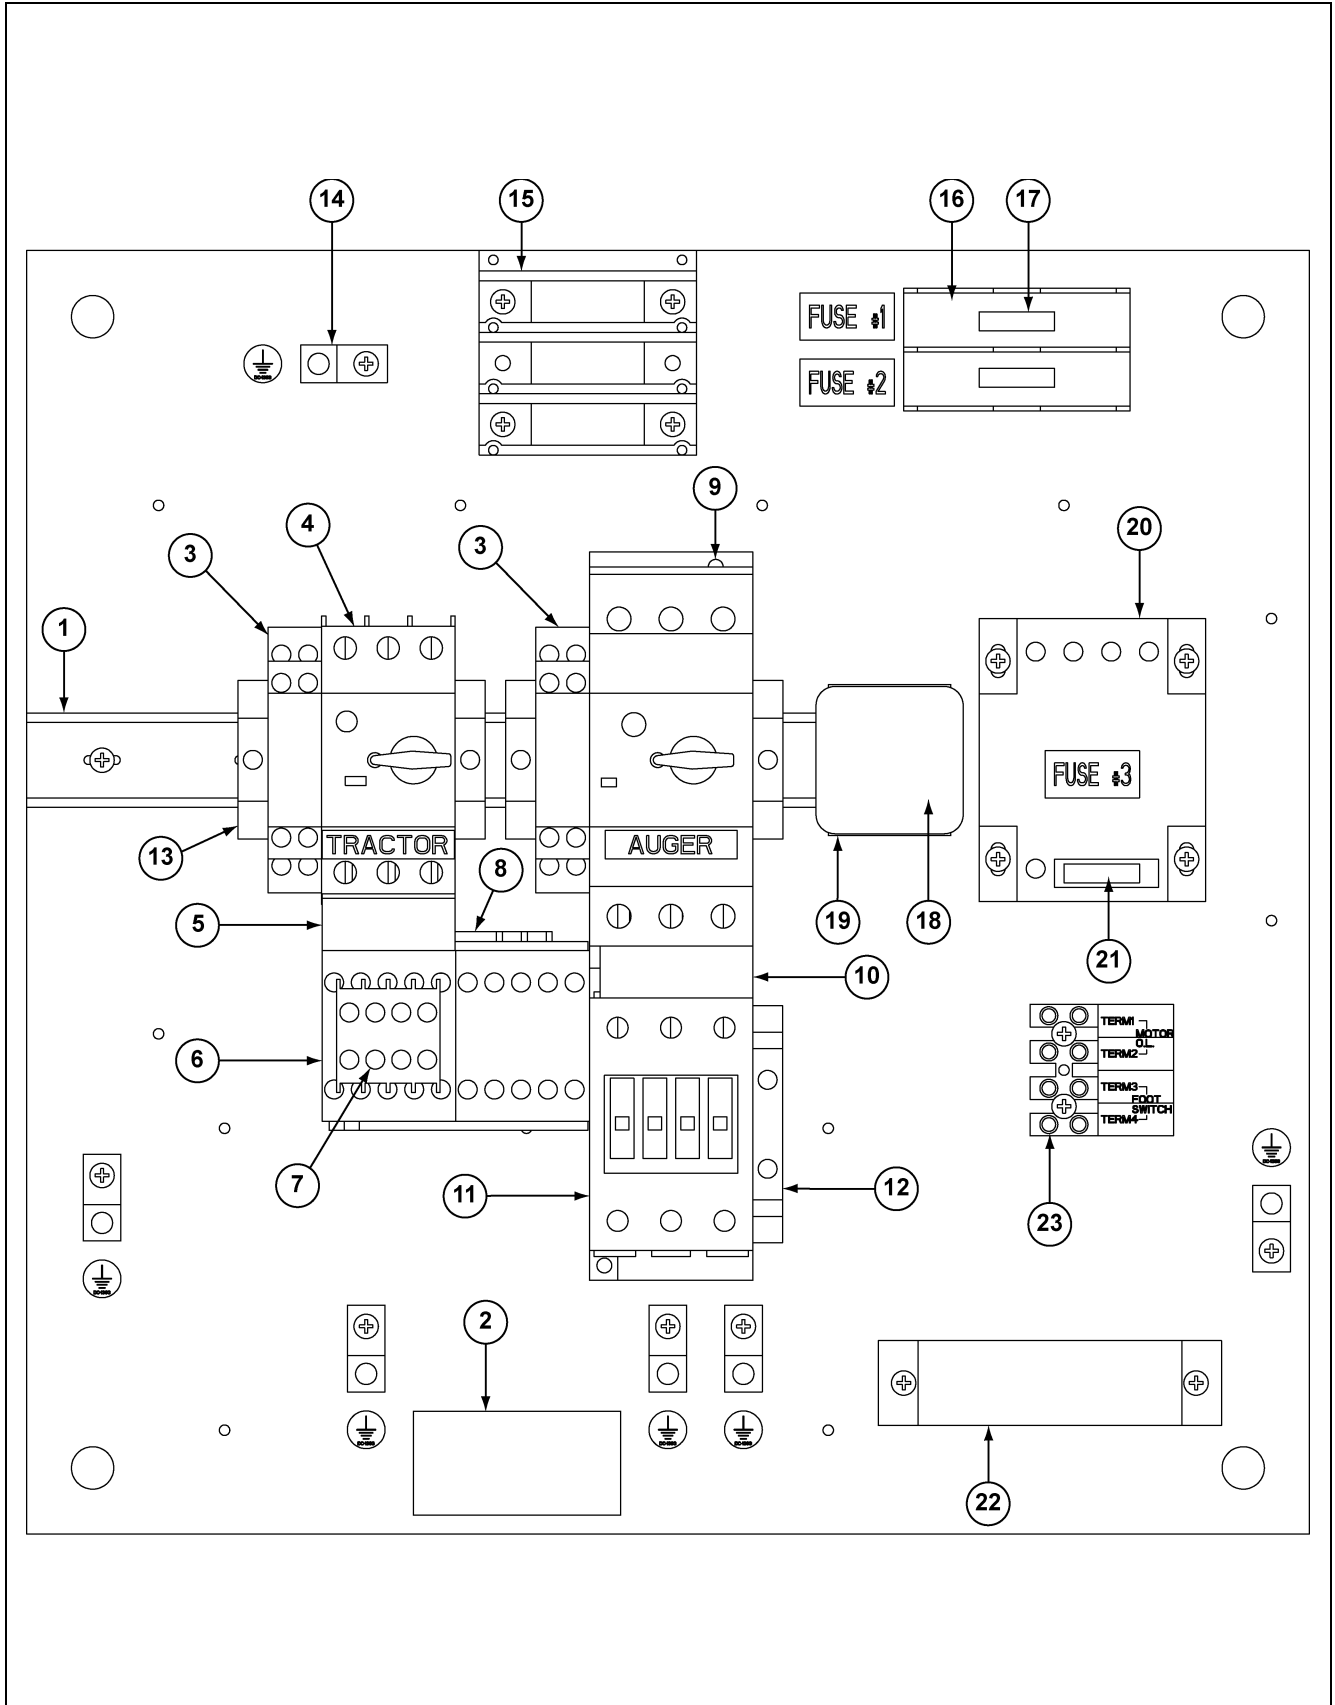 14
15
16
17
FUSE #1
FUSE #2
9
4
3
3
20
1
FUSE #3
TRACTOR
AUGER
13
8
5
19
18
21
10
TERM1
MOTOR
O.L.
TERM2
TERM3
FOOT
SWITCH
TERM4
6
7
11
12
23
2
22